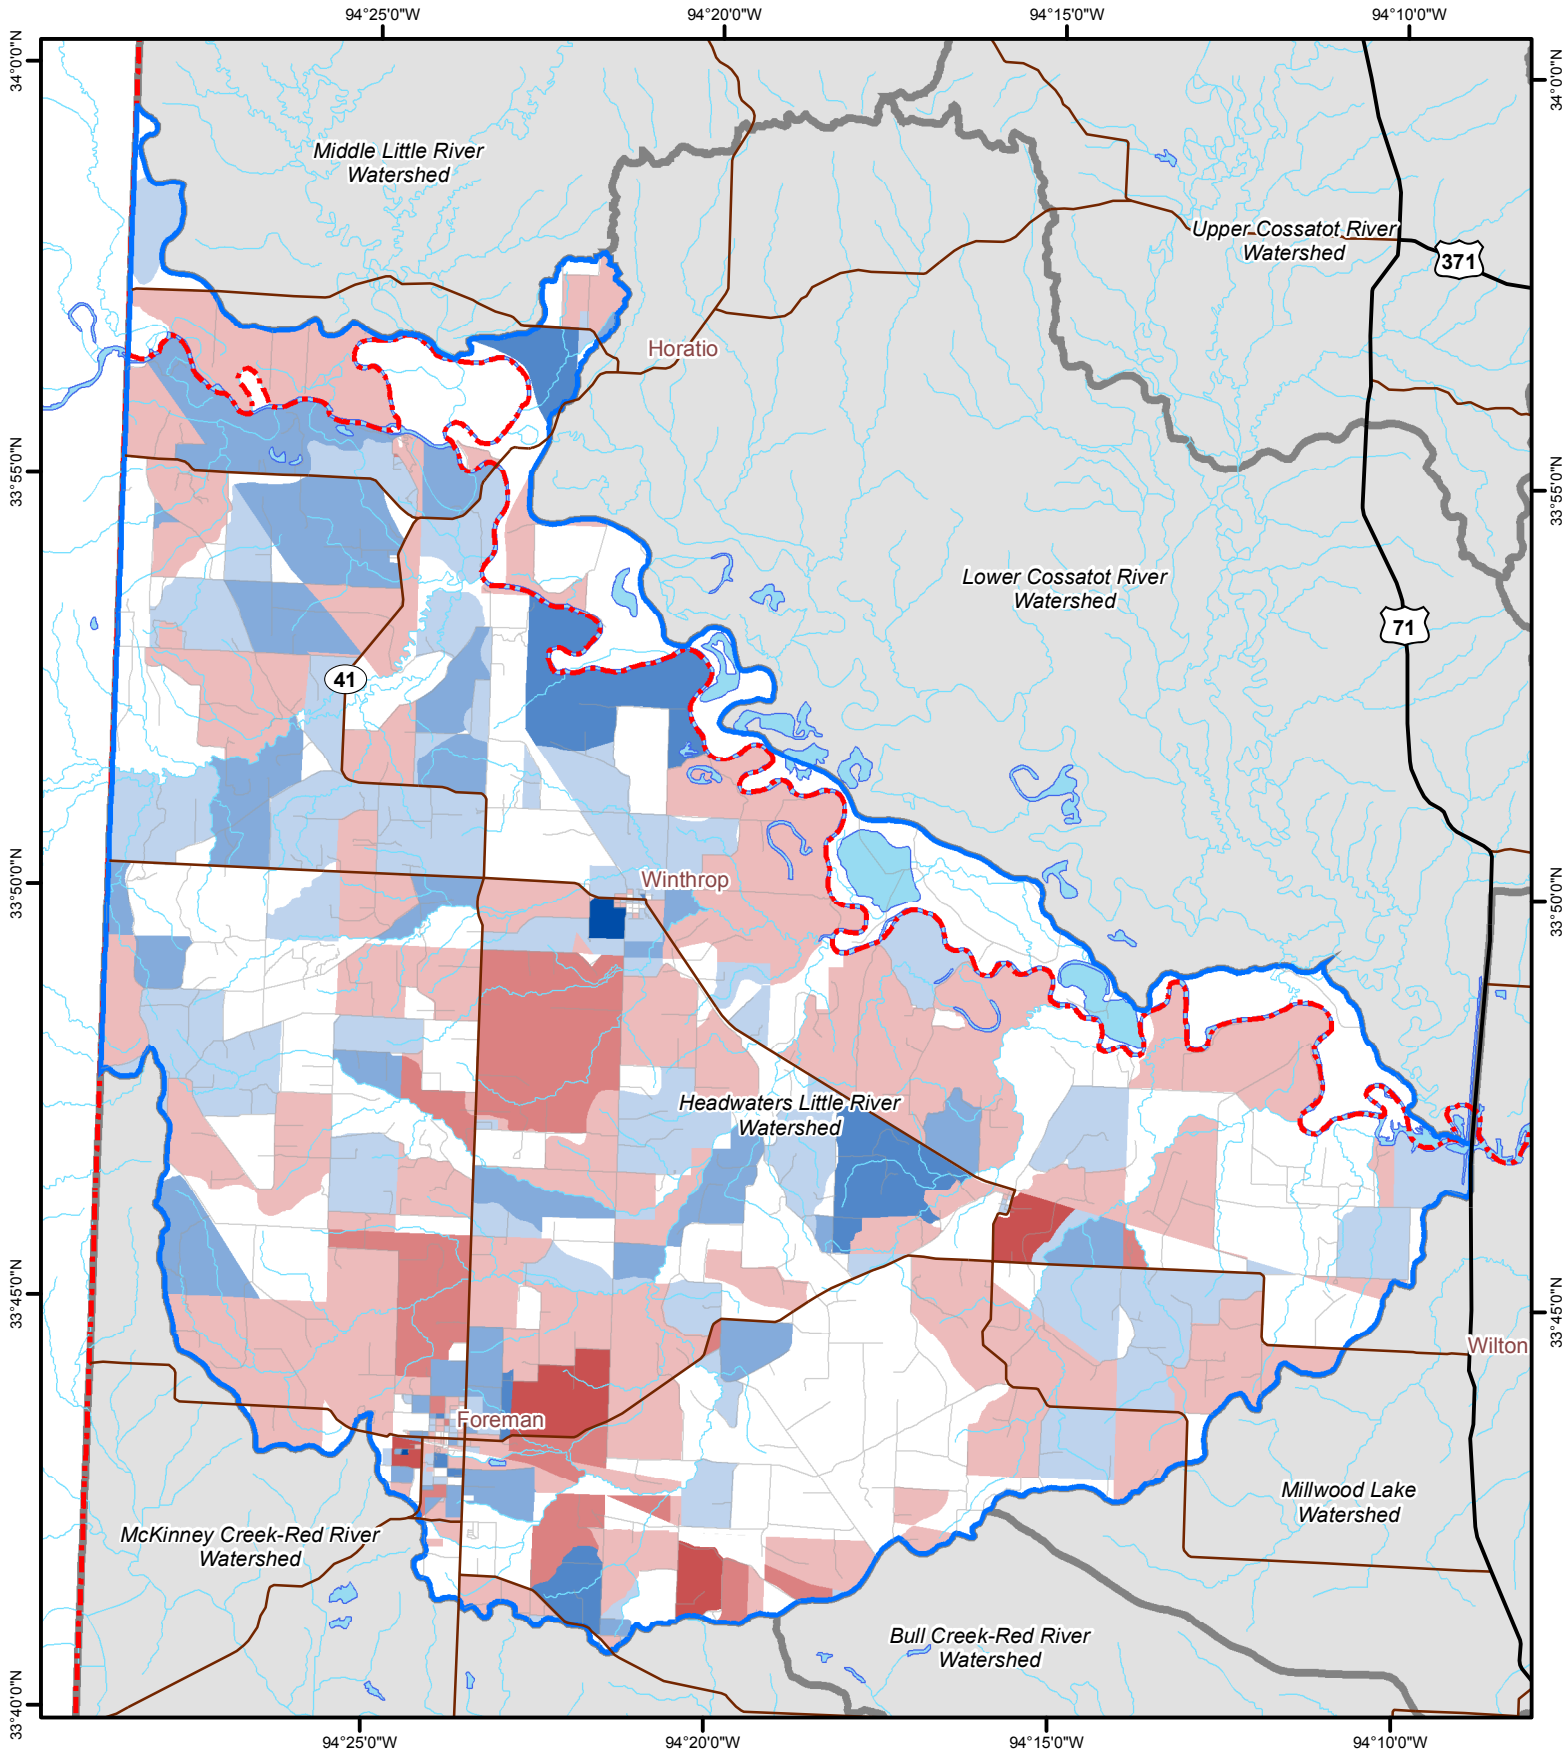 94°25'0"W
94°20'0"W
94°15'0"W
94°10'0"W
34°0'0"N
34°0'0"N
Middle Little River
Watershed
Upper Cossatot River
Watershed
371
Horatio
33°55'0"N
33°55'0"N
Lower Cossatot River
Watershed
71
41
33°50'0"N
33°50'0"N
Winthrop
Headwaters Little River
Watershed
33°45'0"N
33°45'0"N
Wilton
Foreman
Millwood Lake
Watershed
McKinney Creek-Red River
Watershed
Bull Creek-Red River
Watershed
33°40'0"N
94°25'0"W
94°20'0"W
94°15'0"W
94°10'0"W